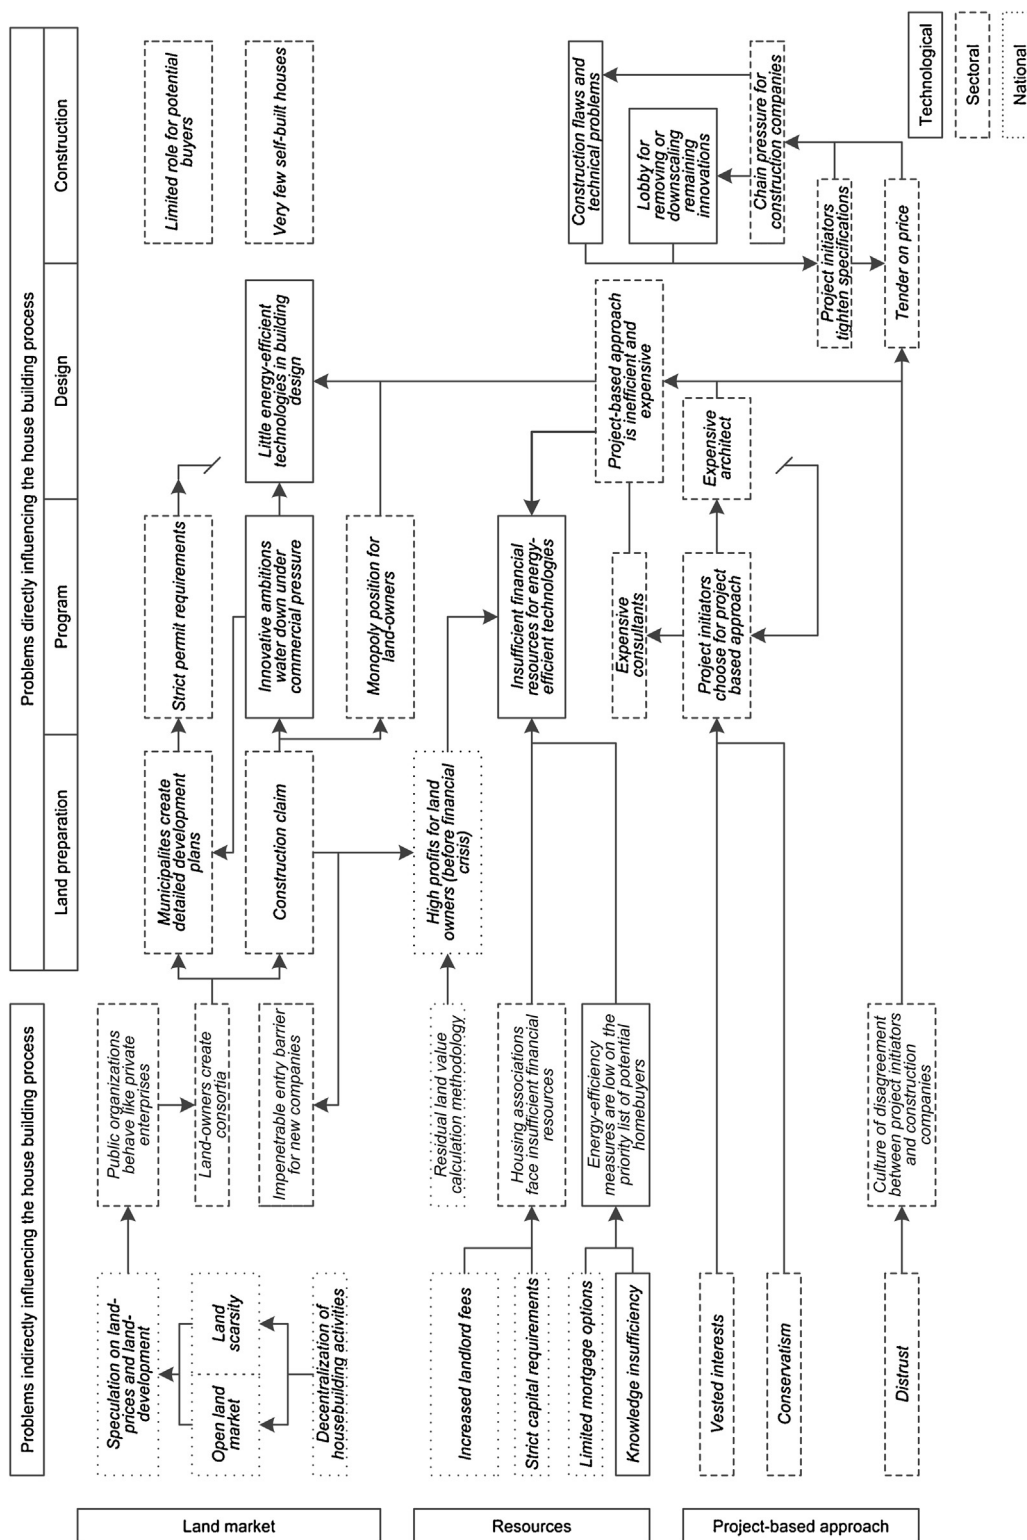 Problems indirectly influencing the house building process
Problems directly influencing the house building process
Land preparation
Program
Design
Construction
Land market
Speculation on land-
prices and land-
development
Open land
market
Land
scarsity
Decentralization of
housebuilding activities
Public organizations
behave like private
enterprises
Land-owners create
consortia
Impenetrable entry barrier
for new companies
Municipalites create
detailed development
plans
Construction claim
Strict permit requirements
Innovative ambitions
water down under
commercial pressure
Monopoly position for
land-owners
Little energy-efficient
technologies in building
design
Limited role for potential
buyers
Very few self-built houses
Resources
Increased landlord fees
Strict capital requirements
Limited mortgage options
Knowledge insufficiency
Residual land value
calculation methodology
Housing associations
face insufficient financial
resources
Energy-efficiency
measures are low on the
priority list of potential
homebuyers
High profits for land
owners (before financial
crisis)
Insufficient financial
resources for energy-
efficient technologies
Expensive
consultants
Project-based approach
is inefficient and
expensive
Construction flaws and
technical problems
Lobby for
removing or
downscaling
remaining
innovations
Chain pressure for
construction companies
Project-based approach
Vested interests
Conservatism
Distrust
Culture of disagreement
between project initiators
and construction
companies
Project initiators
choose for project
based approach
Expensive
architect
Project initiators
tighten specifications
Tender on price
Technological
Sectoral
National